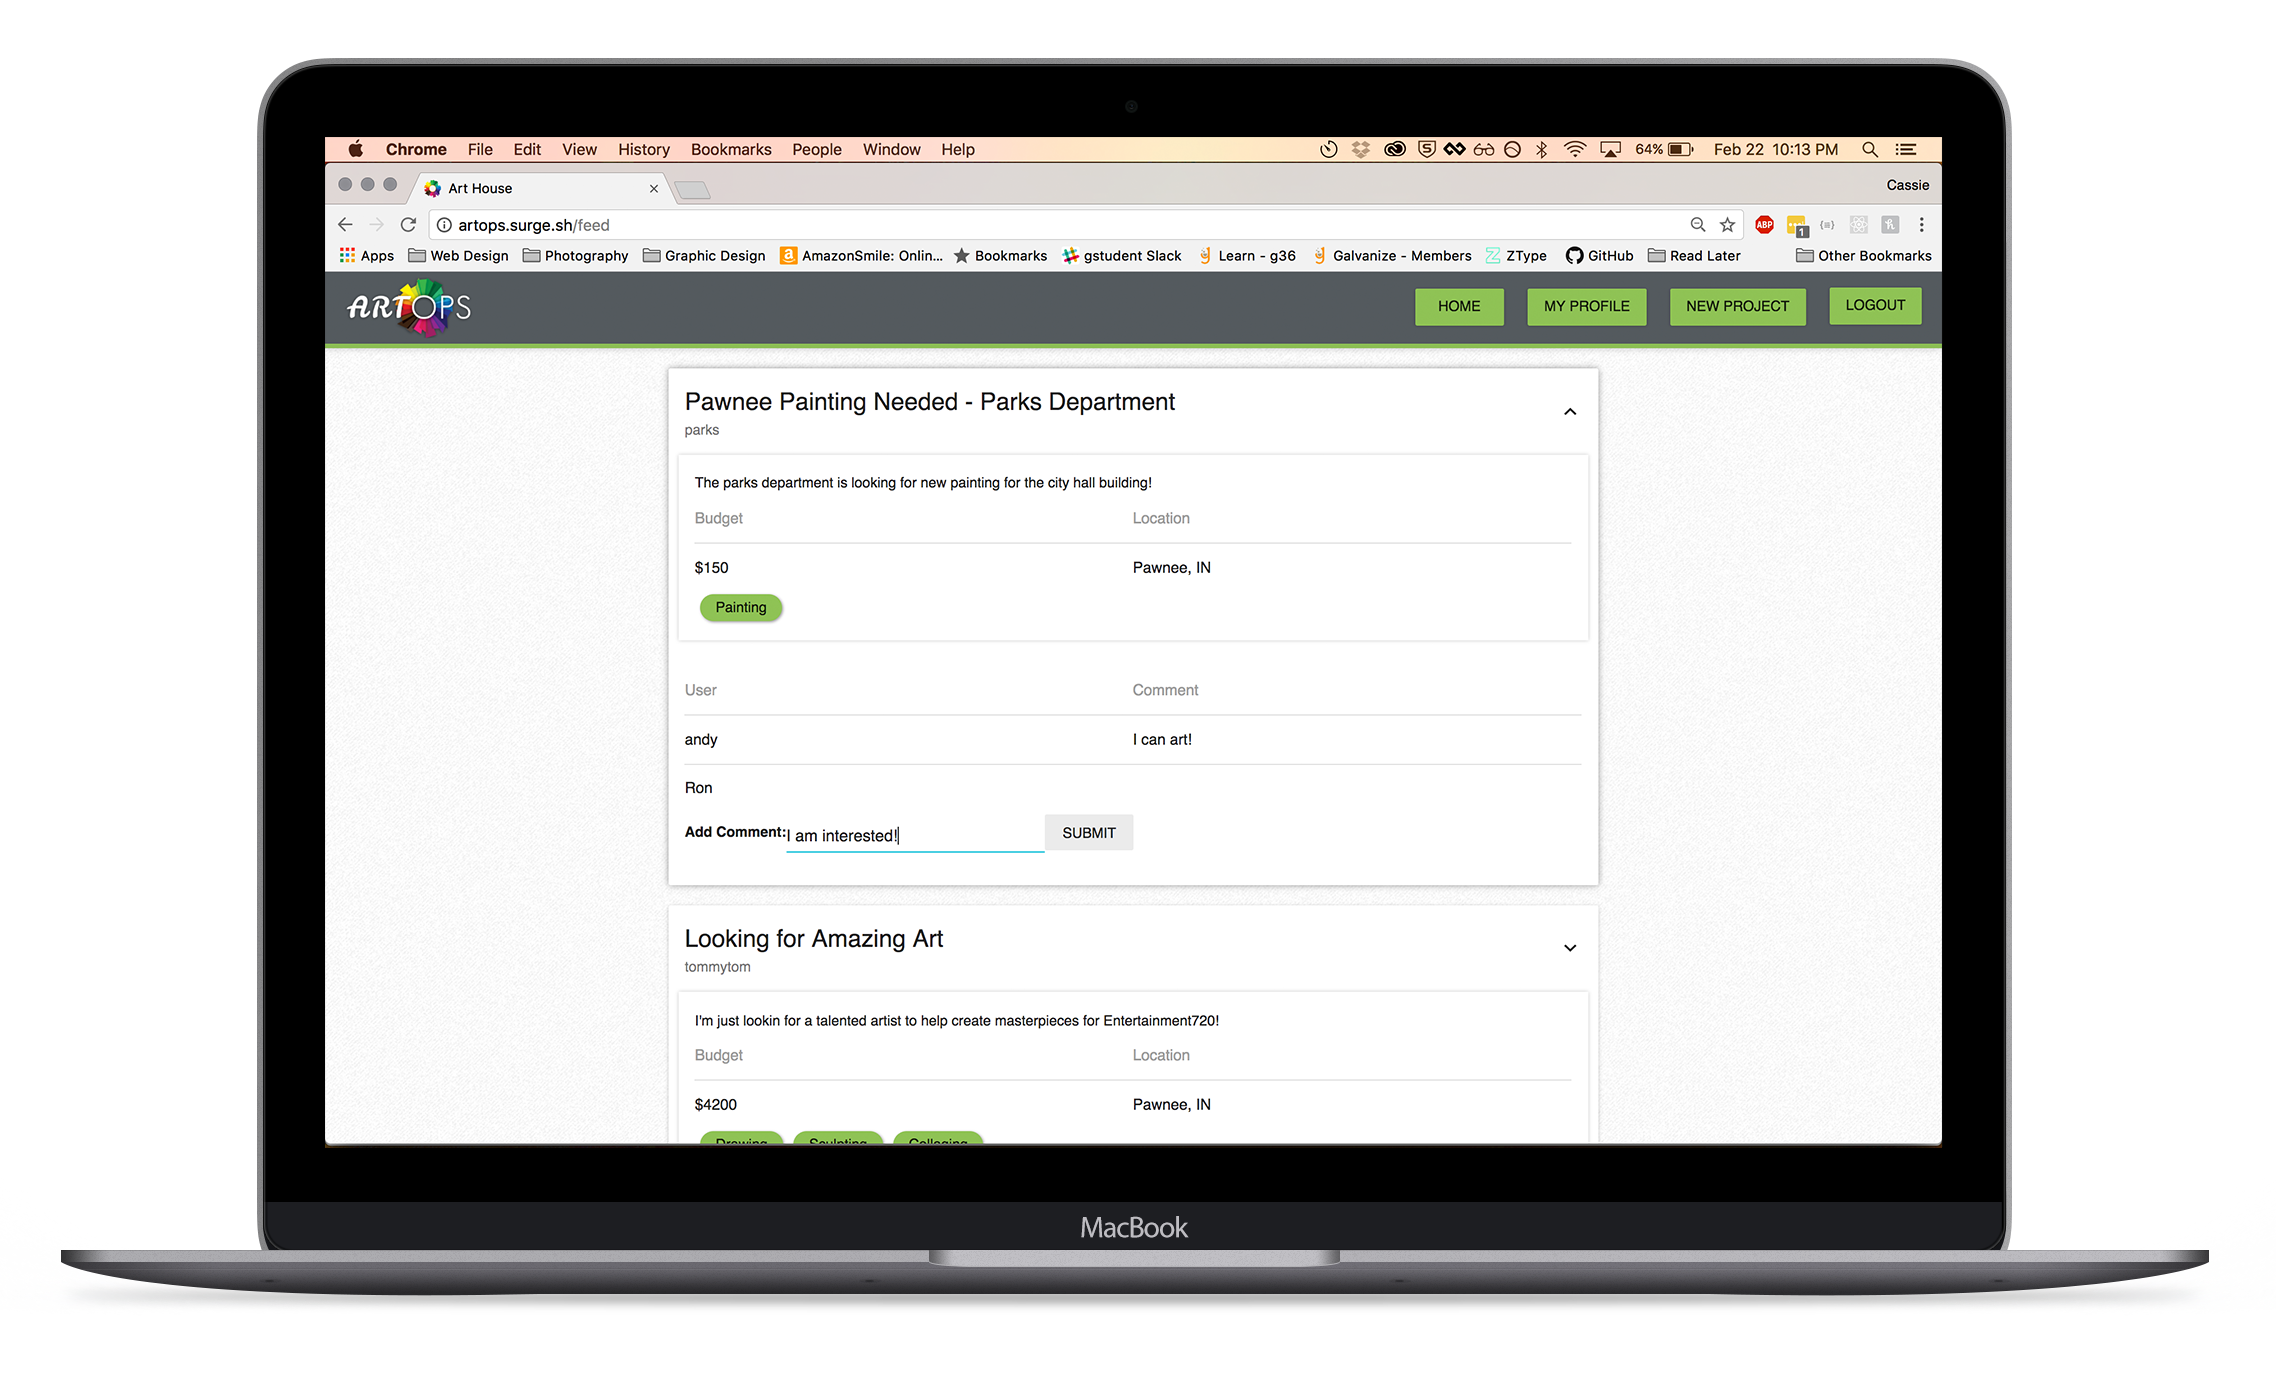 Chrome File Edit View History Bookmarks People Window Help 64% Feb 22 10:13 PM
Art House Cassie
artops.surge.sh/feed ABP 1
Apps Web Design Photography Graphic Design AmazonSmile: Onlin... Bookmarks gstudent Slack Learn - g36 Galvanize - Members ZType GitHub Read Later Other Bookmarks
ARTOPS HOME MY PROFILE NEW PROJECT LOGOUT
Pawnee Painting Needed - Parks Department
parks
The parks department is looking for new painting for the city hall building!
Budget Location
$150 Pawnee, IN
Painting
User Comment
andy I can art!
Ron
Add Comment: I am interested! SUBMIT
Looking for Amazing Art
tommytom
I'm just lookin for a talented artist to help create masterpieces for Entertainment720!
Budget Location
$4200 Pawnee, IN
Drawing Sculpting Collaging
MacBook